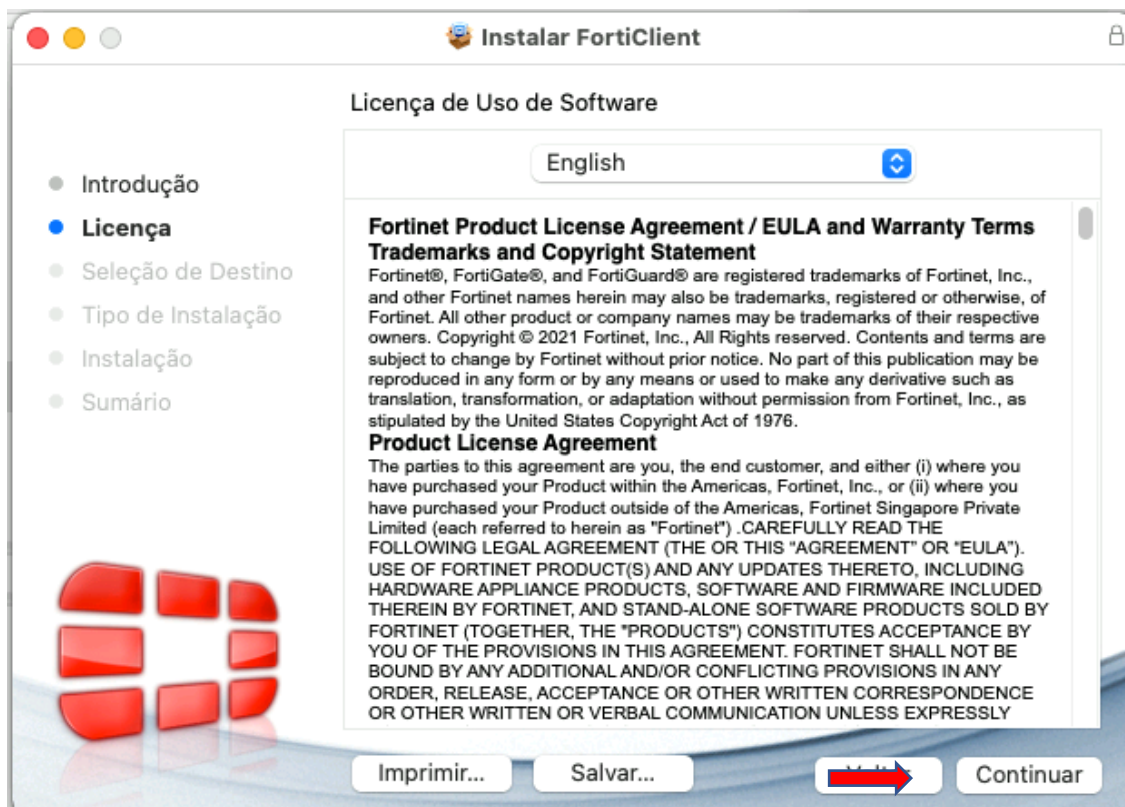 Instalar FortiClient
Licença de Uso de Software
English
Introdução
Licença
Seleção de Destino
Tipo de Instalação
Instalação
Sumário
Fortinet Product License Agreement / EULA and Warranty Terms
Trademarks and Copyright Statement
Fortinet®, FortiGate®, and FortiGuard® are registered trademarks of Fortinet, Inc.,
and other Fortinet names herein may also be trademarks, registered or otherwise, of
Fortinet. All other product or company names may be trademarks of their respective
owners. Copyright © 2021 Fortinet, Inc., All Rights reserved. Contents and terms are
subject to change by Fortinet without prior notice. No part of this publication may be
reproduced in any form or by any means or used to make any derivative such as
translation, transformation, or adaptation without permission from Fortinet, Inc., as
stipulated by the United States Copyright Act of 1976.
Product License Agreement
The parties to this agreement are you, the end customer, and either (i) where you
have purchased your Product within the Americas, Fortinet, Inc., or (ii) where you
have purchased your Product outside of the Americas, Fortinet Singapore Private
Limited (each referred to herein as "Fortinet") .CAREFULLY READ THE
FOLLOWING LEGAL AGREEMENT (THE OR THIS “AGREEMENT” OR “EULA”).
USE OF FORTINET PRODUCT(S) AND ANY UPDATES THERETO, INCLUDING
HARDWARE APPLIANCE PRODUCTS, SOFTWARE AND FIRMWARE INCLUDED
THEREIN BY FORTINET, AND STAND-ALONE SOFTWARE PRODUCTS SOLD BY
FORTINET (TOGETHER, THE "PRODUCTS") CONSTITUTES ACCEPTANCE BY
YOU OF THE PROVISIONS IN THIS AGREEMENT. FORTINET SHALL NOT BE
BOUND BY ANY ADDITIONAL AND/OR CONFLICTING PROVISIONS IN ANY
ORDER, RELEASE, ACCEPTANCE OR OTHER WRITTEN CORRESPONDENCE
OR OTHER WRITTEN OR VERBAL COMMUNICATION UNLESS EXPRESSLY
Imprimir...
Salvar...
Continuar